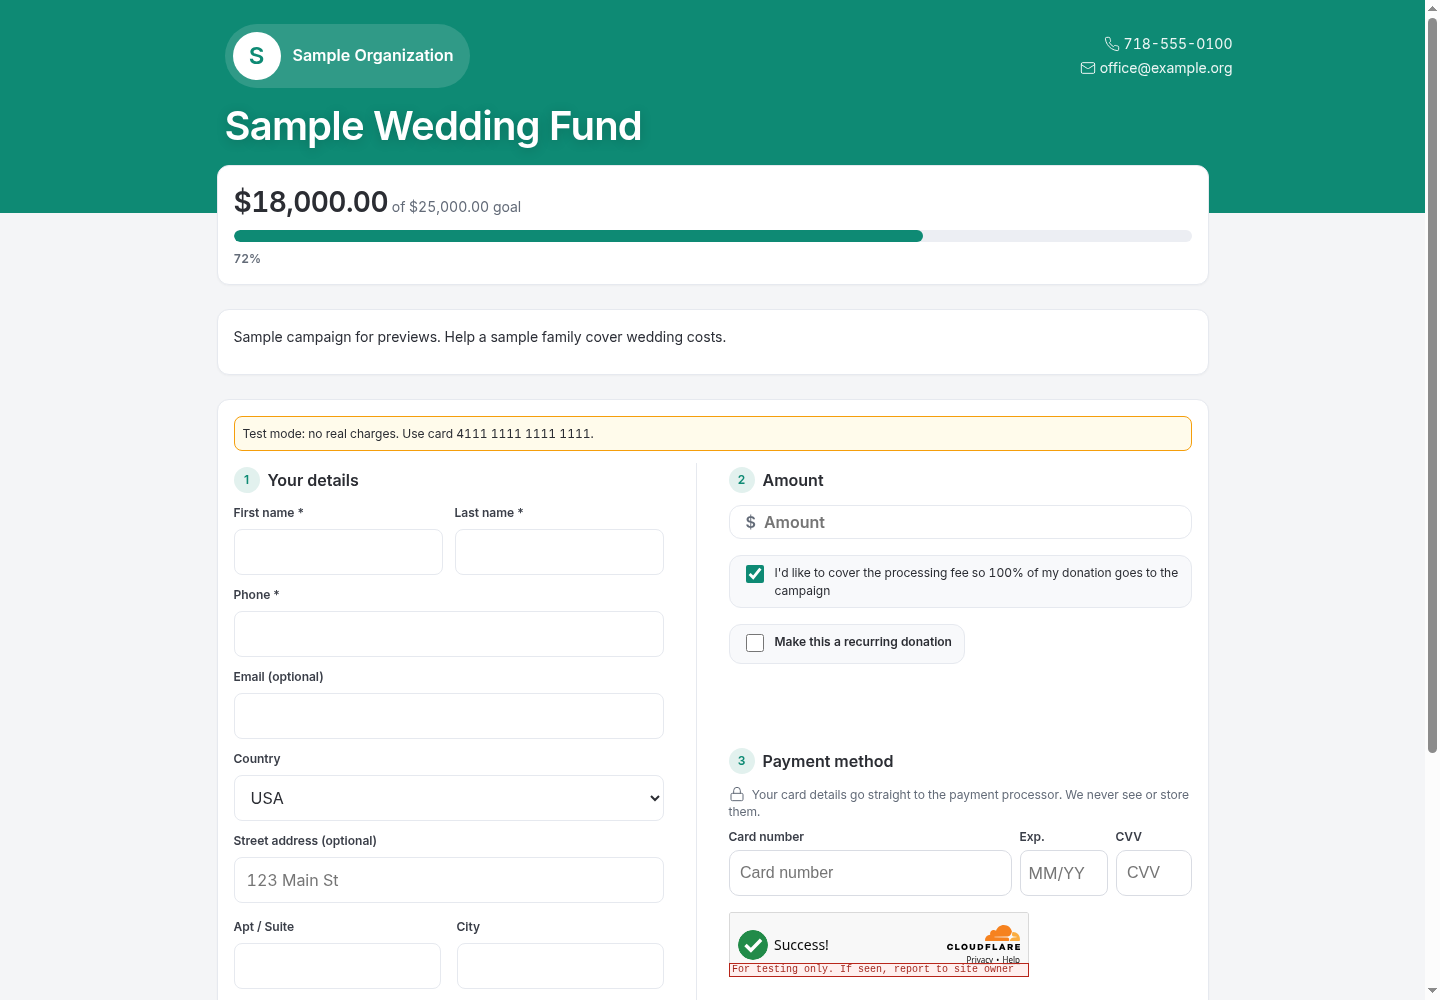 S
Sample Organization
718-555-0100
office@example.org
Sample Wedding Fund
$18,000.00 of $25,000.00 goal
72%
Sample campaign for previews. Help a sample family cover wedding costs.
Test mode: no real charges. Use card 4111 1111 1111 1111.
1 Your details
First name *
Last name *
Phone *
Email (optional)
Country
USA
Street address (optional)
123 Main St
Apt / Suite
City
2 Amount
$ Amount
I'd like to cover the processing fee so 100% of my donation goes to the
campaign
Make this a recurring donation
3 Payment method
Your card details go straight to the payment processor. We never see or store
them.
Card number
Exp.
CVV
Card number
MM/YY
CVV
Success!
CLOUDFLARE
Privacy • Help
For testing only. If seen, report to site owner